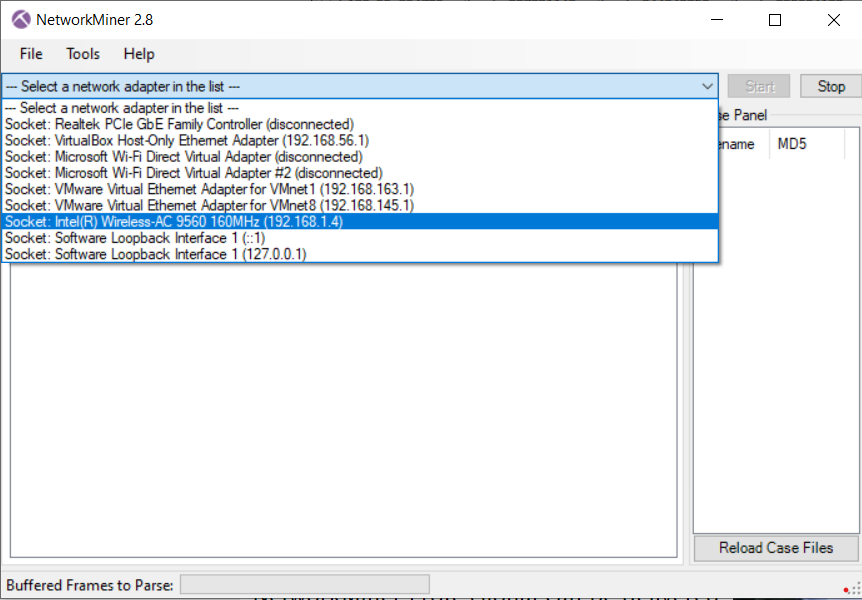 NetworkMiner 2.8
File Tools Help
--- Select a network adapter in the list ---
Start Stop
--- Select a network adapter in the list ---
Socket: Realtek PCIe GbE Family Controller (disconnected)
Socket: VirtualBox Host-Only Ethernet Adapter (192.168.56.1)
Socket: Microsoft Wi-Fi Direct Virtual Adapter (disconnected)
Socket: Microsoft Wi-Fi Direct Virtual Adapter #2 (disconnected)
Socket: VMware Virtual Ethernet Adapter for VMnet1 (192.168.163.1)
Socket: VMware Virtual Ethernet Adapter for VMnet8 (192.168.145.1)
Socket: Intel(R) Wireless-AC 9560 160MHz (192.168.1.4)
Socket: Software Loopback Interface 1 (::1)
Socket: Software Loopback Interface 1 (127.0.0.1)
se Panel
ename MD5
Reload Case Files
Buffered Frames to Parse: